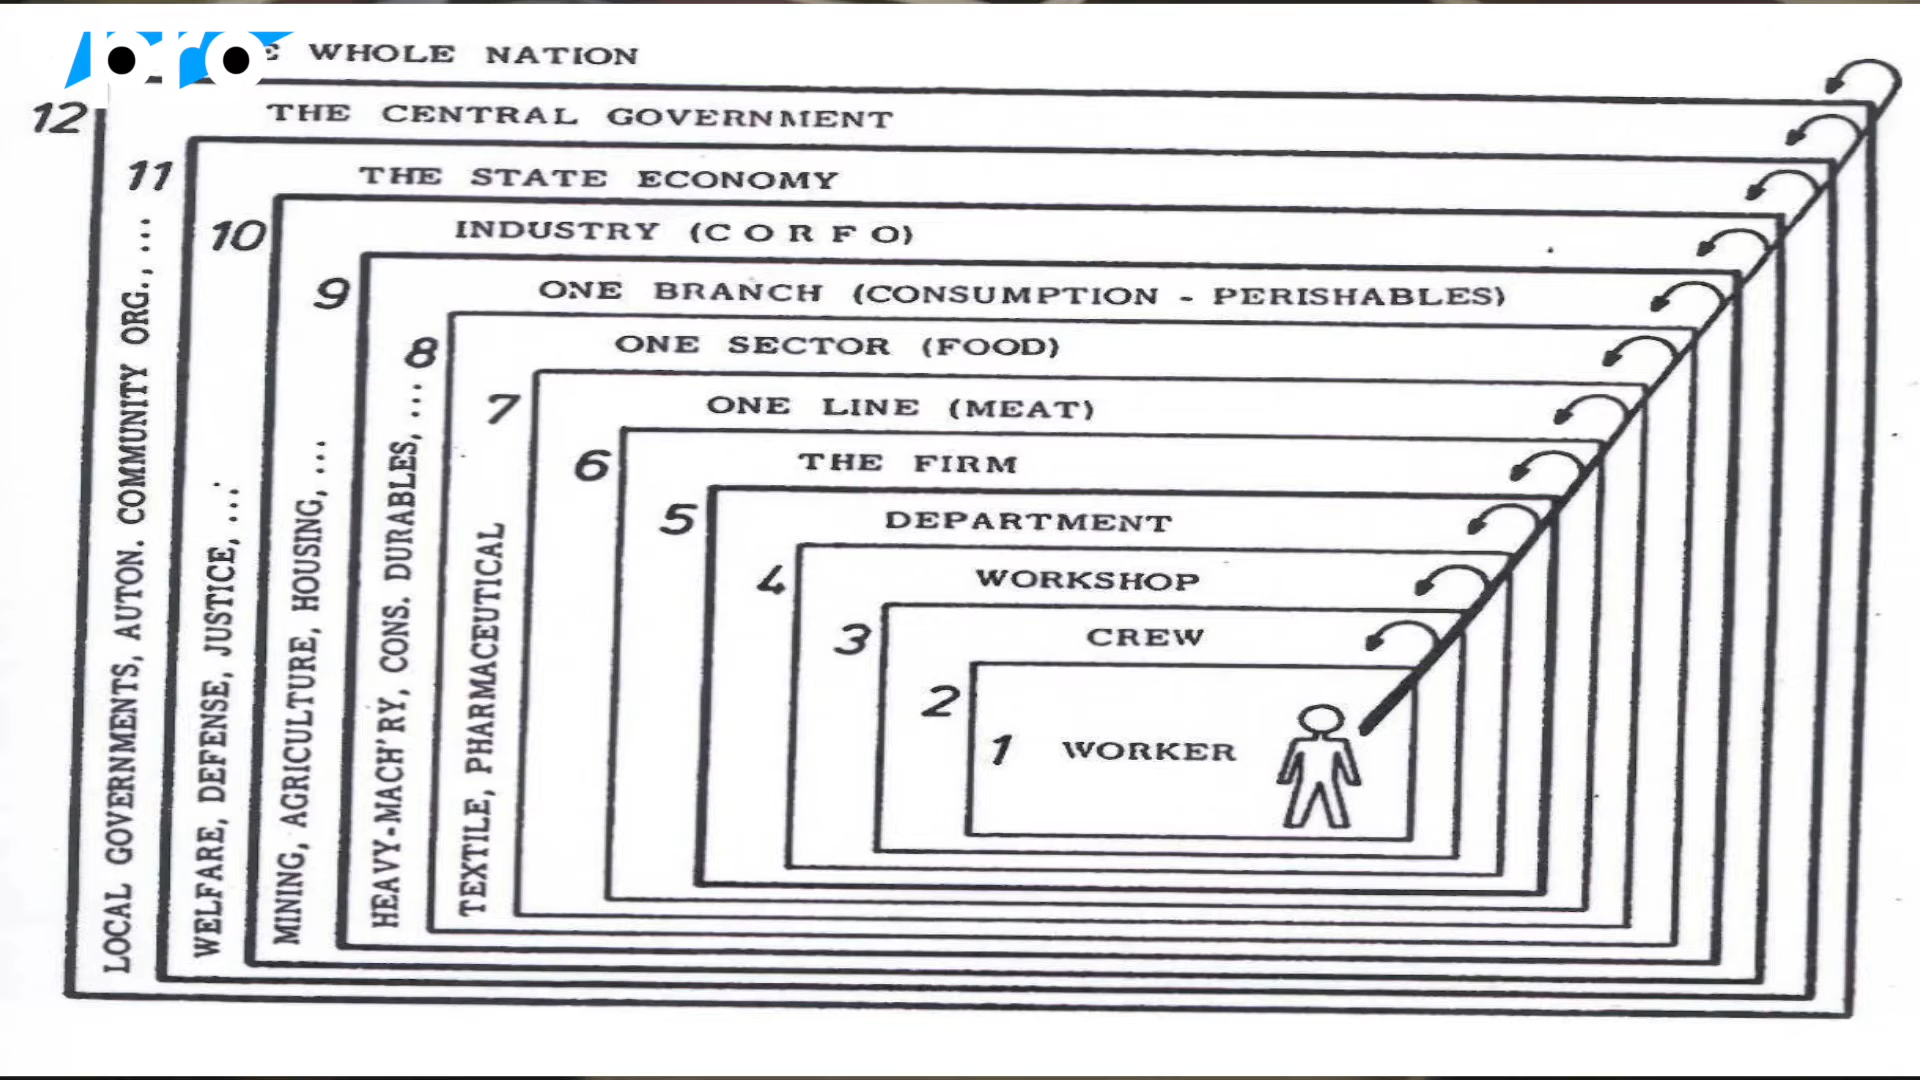 pro
WHOLE NATION
12 THE CENTRAL GOVERNMENT
11 THE STATE ECONOMY
10 INDUSTRY (C O R F O)
9 ONE BRANCH (CONSUMPTION - PERISHABLES)
8 ONE SECTOR (FOOD)
7 ONE LINE (MEAT)
6 THE FIRM
5 DEPARTMENT
4 WORKSHOP
3 CREW
2
1 WORKER
LOCAL GOVERNMENTS, AUTON. COMMUNITY ORG., ...
WELFARE, DEFENSE, JUSTICE, ...
MINING, AGRICULTURE, HOUSING, ...
HEAVY-MACH'RY, CONS. DURABLES, ...
TEXTILE, PHARMACEUTICAL